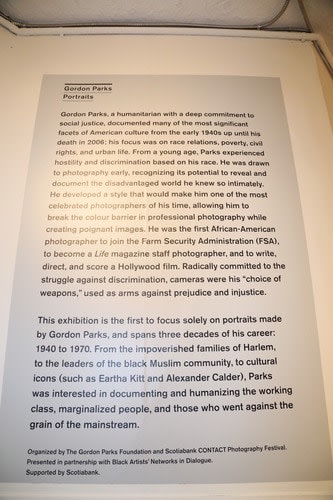 Gordon Parks
Portraits
Gordon Parks, a humanitarian with a deep commitment to
social justice, documented many of the most significant
facets of American culture from the early 1940s up until his
death in 2006; his focus was on race relations, poverty, civil
rights, and urban life. From a young age, Parks experienced
hostility and discrimination based on his race. He was drawn
to photography early, recognizing its potential to reveal and
document the disadvantaged world he knew so intimately.
He developed a style that would make him one of the most
celebrated photographers of his time, allowing him to
break the colour barrier in professional photography while
creating poignant images. He was the first African-American
photographer to join the Farm Security Administration (FSA),
to become a Life magazine staff photographer, and to write,
direct, and score a Hollywood film. Radically committed to the
struggle against discrimination, cameras were his “choice of
weapons,” used as arms against prejudice and injustice.
This exhibition is the first to focus solely on portraits made
by Gordon Parks, and spans three decades of his career:
1940 to 1970. From the impoverished families of Harlem,
to the leaders of the black Muslim community, to cultural
icons (such as Eartha Kitt and Alexander Calder), Parks
was interested in documenting and humanizing the working
class, marginalized people, and those who went against the
grain of the mainstream.
Organized by The Gordon Parks Foundation and Scotiabank CONTACT Photography Festival.
Presented in partnership with Black Artists’ Networks in Dialogue.
Supported by Scotiabank.